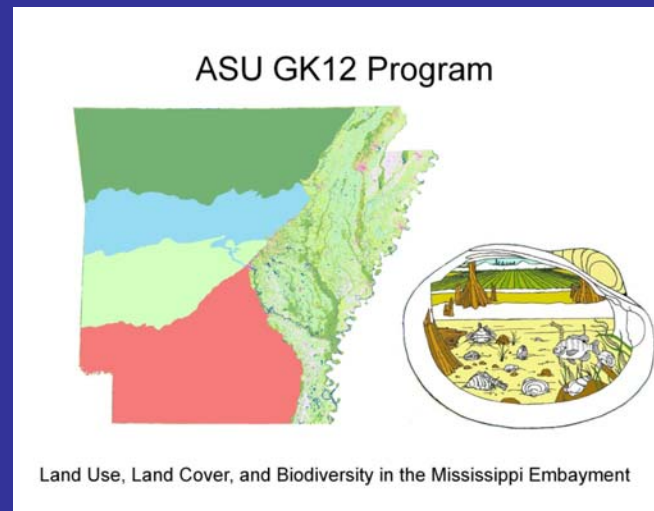 ASU GK12 Program
Land Use, Land Cover, and Biodiversity in the Mississippi Embayment